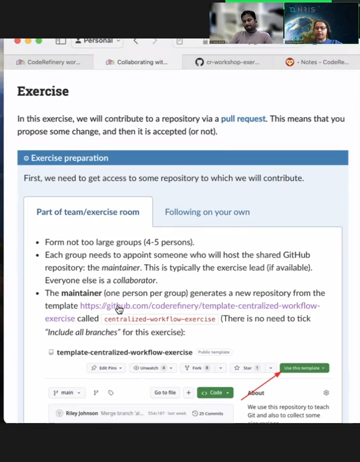 CHRIS
Personal
CodeRefinery wor
Collaborating wit
cr-workshop-exer
- Notes - CodeRe
Exercise
In this exercise, we will contribute to a repository via a pull request. This means that you
propose some change, and then it is accepted (or not).
Exercise preparation
First, we need to get access to some repository to which we will contribute.
Part of team/exercise room
Following on your own
• Form not too large groups (4-5 persons).
• Each group needs to appoint someone who will host the shared GitHub
repository: the maintainer. This is typically the exercise lead (if available).
Everyone else is a collaborator.
• The maintainer (one person per group) generates a new repository from the
template https://github.com/coderefinery/template-centralized-workflow-
exercise called centralized-workflow-exercise (There is no need to tick
"Include all branches" for this exercise):
template-centralized-workflow-exercise Public template
Edit Pins Unwatch Fork Star Use this template
main Go to file + Code About
Riley Johnson Merge branch 25 Commits
We use this repository to teach
Git and also to collect some